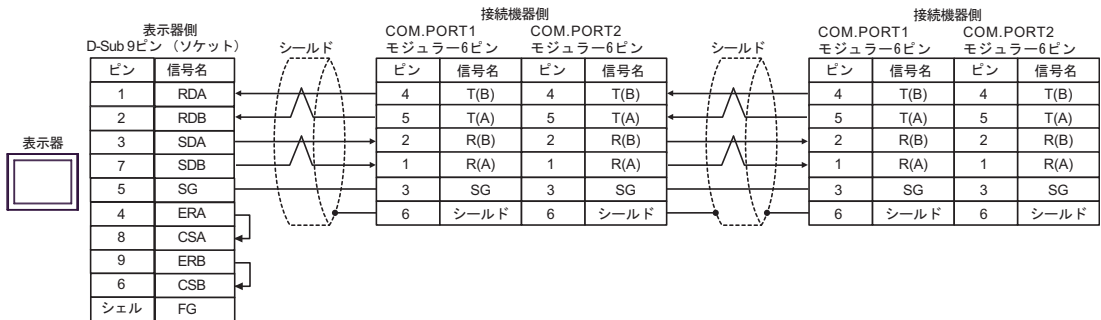 表示器
表示器側
D-Sub 9ピン (ソケット)
ピン 信号名
1 RDA
2 RDB
3 SDA
7 SDB
5 SG
4 ERA
8 CSA
9 ERB
6 CSB
シェル FG
シールド
接続機器側
COM.PORT1 COM.PORT2
モジュラー6ピン モジュラー6ピン
ピン 信号名 ピン 信号名
4 T(B) 4 T(B)
5 T(A) 5 T(A)
2 R(B) 2 R(B)
1 R(A) 1 R(A)
3 SG 3 SG
6 シールド 6 シールド
シールド
接続機器側
COM.PORT1 COM.PORT2
モジュラー6ピン モジュラー6ピン
ピン 信号名 ピン 信号名
4 T(B) 4 T(B)
5 T(A) 5 T(A)
2 R(B) 2 R(B)
1 R(A) 1 R(A)
3 SG 3 SG
6 シールド 6 シールド